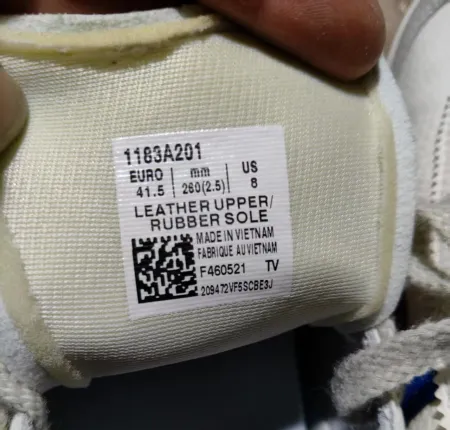 1183A201
EURO mm US
41.5 260(2.5) 8
LEATHER UPPER/
RUBBER SOLE
MADE IN VIETNAM
FABRIQUE AU VIETNAM
F460521 TV
209472VF5SCBE3J